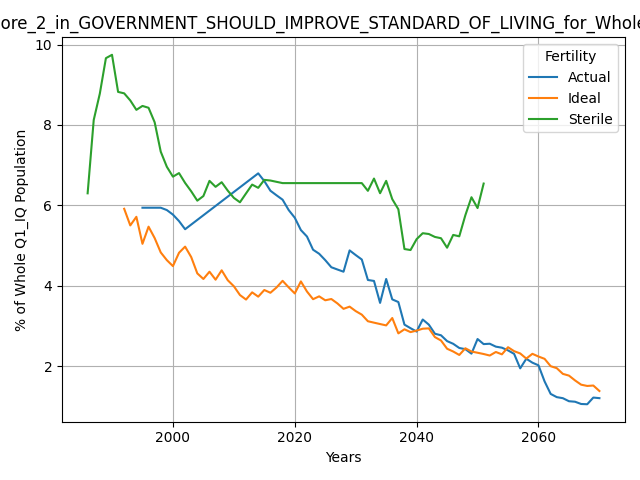 ore_2_in_GOVERNMENT_SHOULD_IMPROVE_STANDARD_OF_LIVING_for_Whole
10
8
6
4
2
% of Whole Q1_IQ Population
Fertility
Actual
Ideal
Sterile
2000 2020 2040 2060
Years